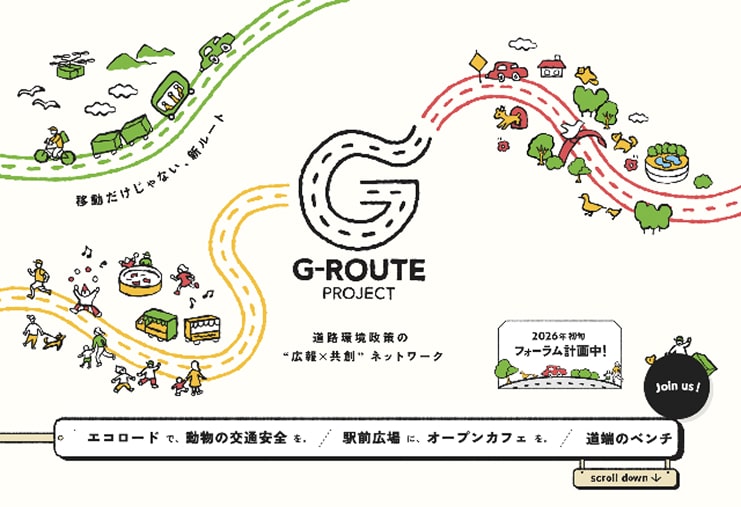 移動だけじゃない、新ルート
G-ROUTE
PROJECT
道路環境政策の
“広報×共創” ネットワーク
2026年初旬
フォーラム計画中!
Join us!
エコロード で、動物の交通安全 を。／ 駅前広場 に、オープンカフェ を。／ 道端のベンチ
scroll down ↓